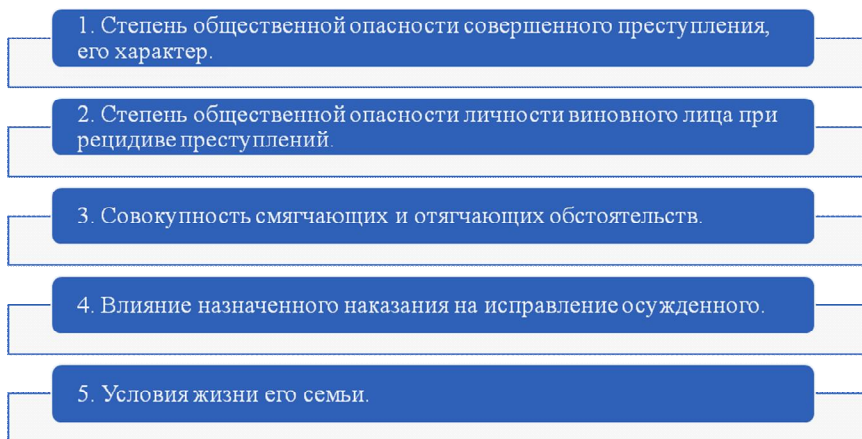 1. Степень общественной опасности совершенного преступления,
его характер.
2. Степень общественной опасности личности виновного лица при
рецидиве преступлений.
3. Совокупность смягчающих и отягчающих обстоятельств.
4. Влияние назначенного наказания на исправление осужденного.
5. Условия жизни его семьи.